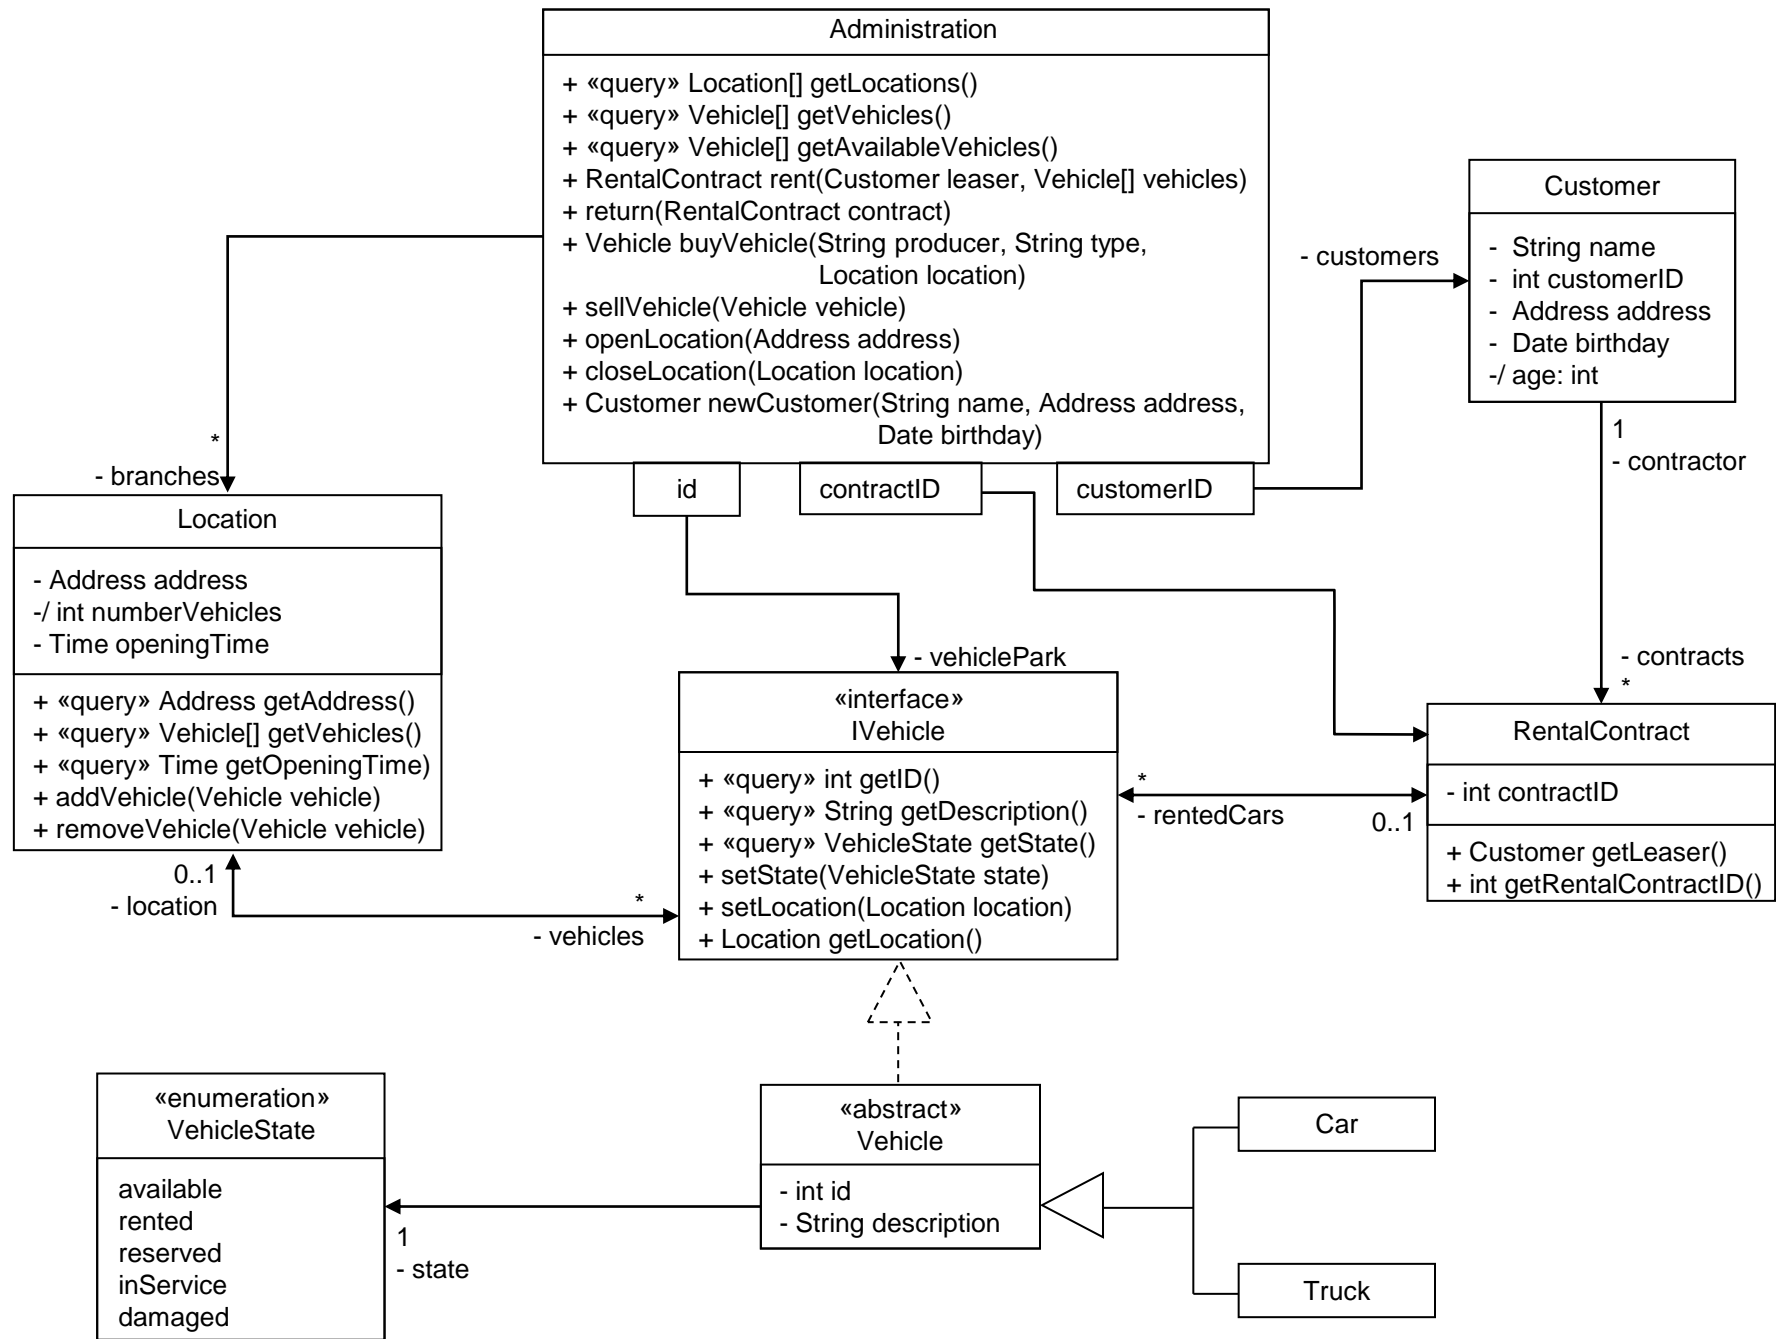 Administration
+ «query» Location[] getLocations()
+ «query» Vehicle[] getVehicles()
+ «query» Vehicle[] getAvailableVehicles()
+ RentalContract rent(Customer leaser, Vehicle[] vehicles)
+ return(RentalContract contract)
+ Vehicle buyVehicle(String producer, String type,
Location location)
+ sellVehicle(Vehicle vehicle)
+ openLocation(Address address)
+ closeLocation(Location location)
+ Customer newCustomer(String name, Address address,
Date birthday)
id
contractID
customerID
- customers
Customer
- String name
- int customerID
- Address address
- Date birthday
-/ age: int
1
- contractor
- contracts
*
*
- branches
Location
- Address address
-/ int numberVehicles
- Time openingTime
+ «query» Address getAddress()
+ «query» Vehicle[] getVehicles()
+ «query» Time getOpeningTime)
+ addVehicle(Vehicle vehicle)
+ removeVehicle(Vehicle vehicle)
0..1
- location
*
- vehicles
- vehiclePark
«interface»
IVehicle
+ «query» int getID()
+ «query» String getDescription()
+ «query» VehicleState getState()
+ setState(VehicleState state)
+ setLocation(Location location)
+ Location getLocation()
*
- rentedCars
0..1
RentalContract
- int contractID
+ Customer getLeaser()
+ int getRentalContractID()
«enumeration»
VehicleState
available
rented
reserved
inService
damaged
1
- state
«abstract»
Vehicle
- int id
- String description
Car
Truck